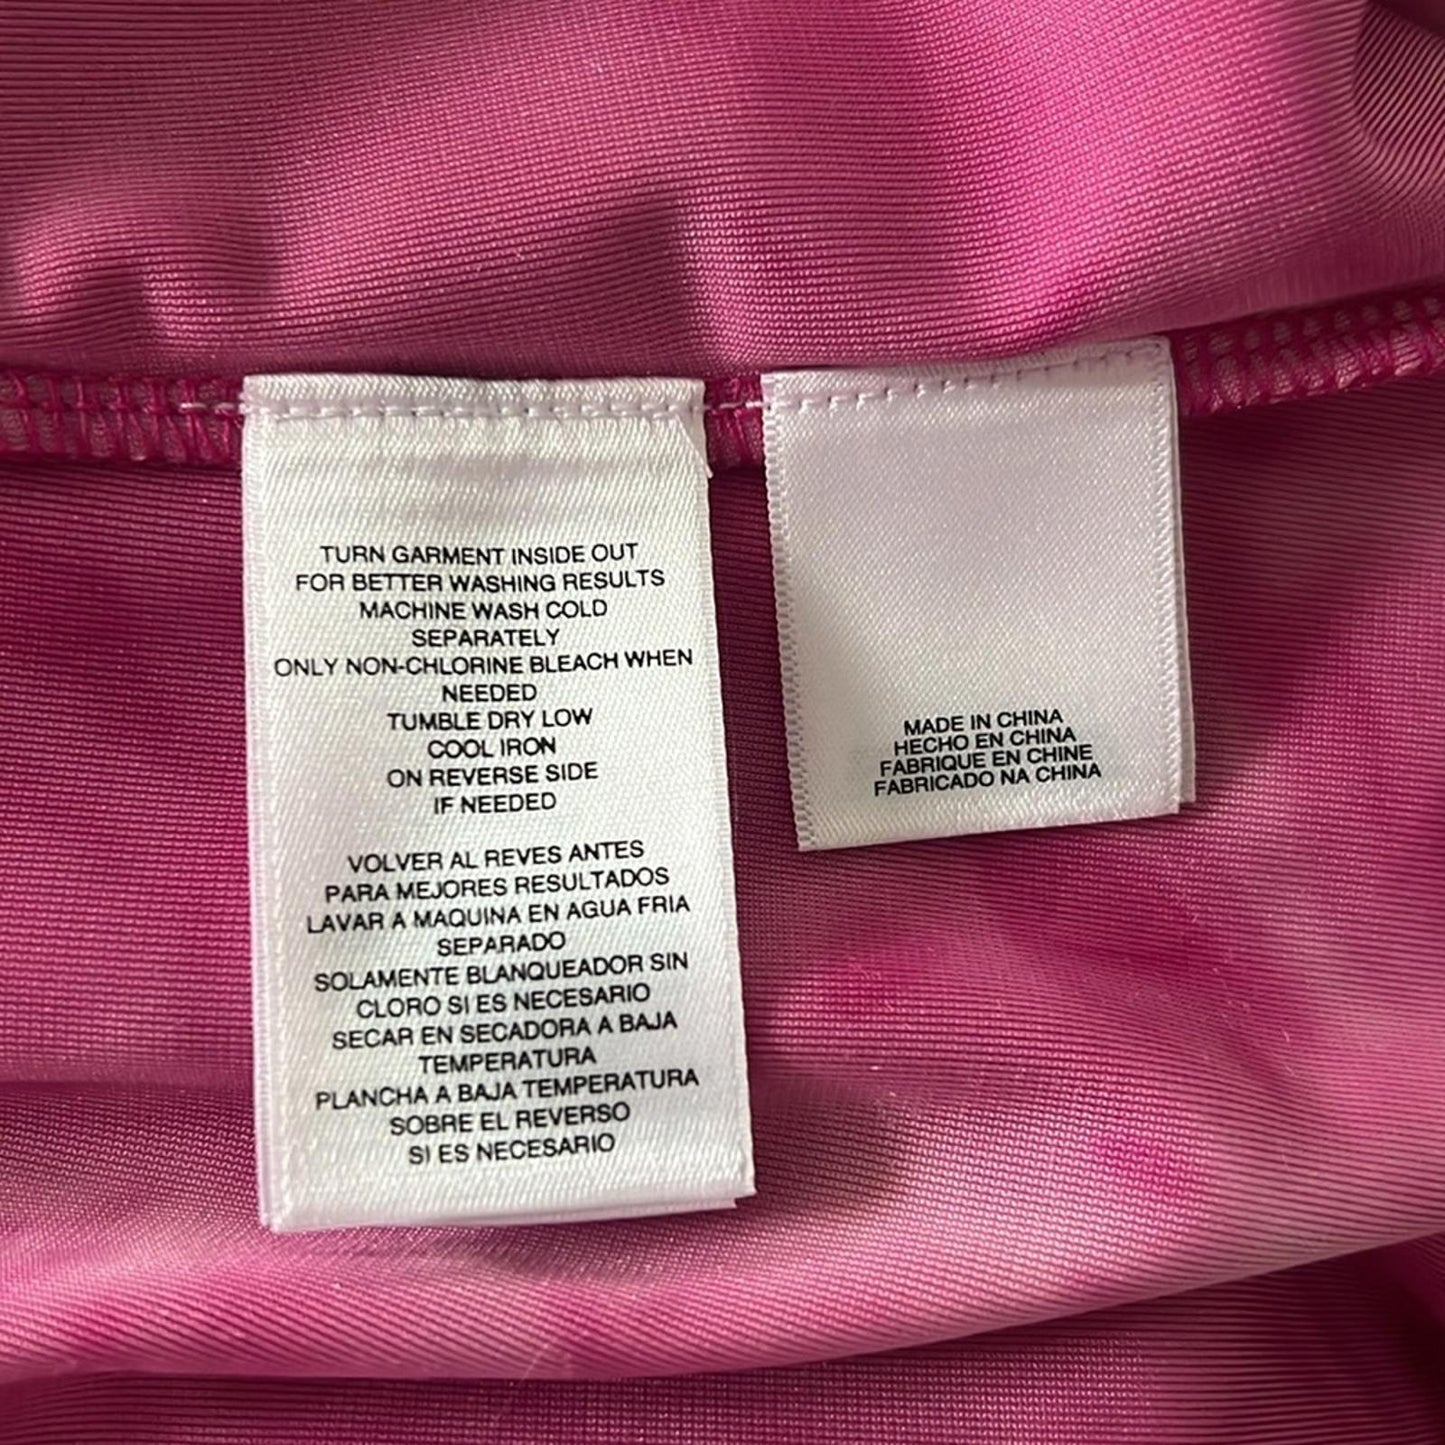 TURN GARMENT INSIDE OUT
FOR BETTER WASHING RESULTS
MACHINE WASH COLD
SEPARATELY
ONLY NON-CHLORINE BLEACH WHEN
NEEDED
TUMBLE DRY LOW
COOL IRON
ON REVERSE SIDE
IF NEEDED
VOLVER AL REVES ANTES
PARA MEJORES RESULTADOS
LAVAR A MAQUINA EN AGUA FRIA
SEPARADO
SOLAMENTE BLANQUEADOR SIN
CLORO SI ES NECESARIO
SECAR EN SECADORA A BAJA
TEMPERATURA
PLANCHA A BAJA TEMPERATURA
SOBRE EL REVERSO
SI ES NECESARIO
MADE IN CHINA
HECHO EN CHINA
FABRIQUE EN CHINE
FABRICADO NA CHINA